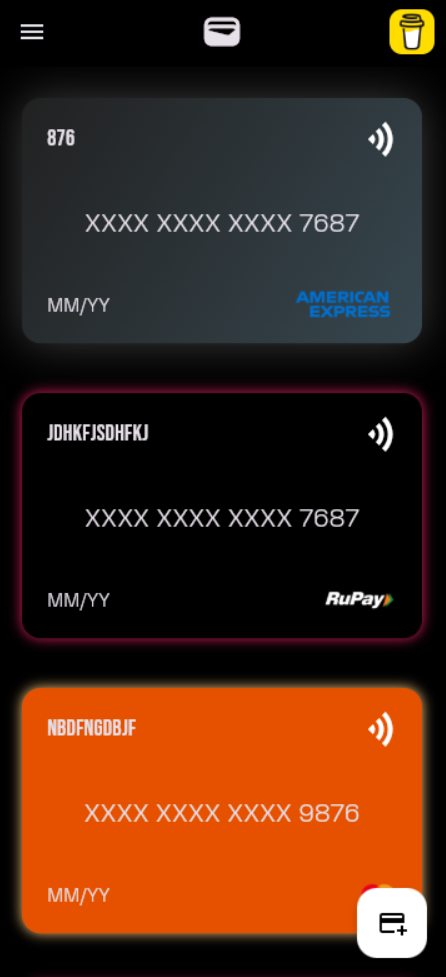 876
XXXX XXXX XXXX 7687
MM/YY
AMERICAN
EXPRESS
JDHKFJSDHFKJ
XXXX XXXX XXXX 7687
MM/YY
RuPay
NBDFNGDBJF
XXXX XXXX XXXX 9876
MM/YY